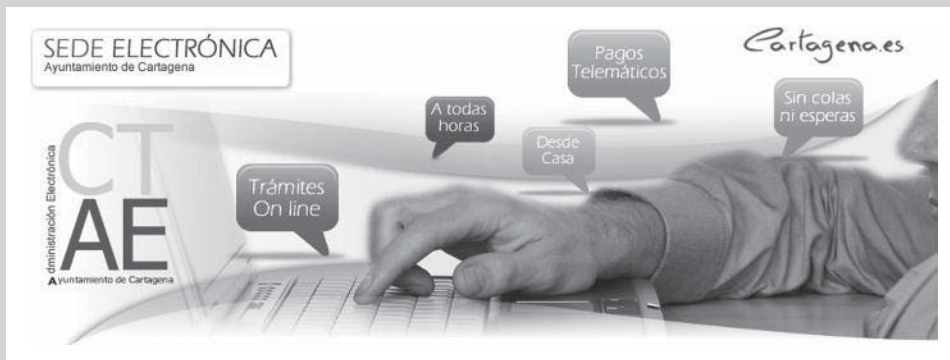 SEDE ELECTRÓNICA
Ayuntamiento de Cartagena
Cartagena.es
Pagos
Telemáticos
Sin colas
ni esperas
A todas
horas
Desde
Casa
Trámites
On line
CT
AE
Administración Electrónica
Ayuntamiento de Cartagena